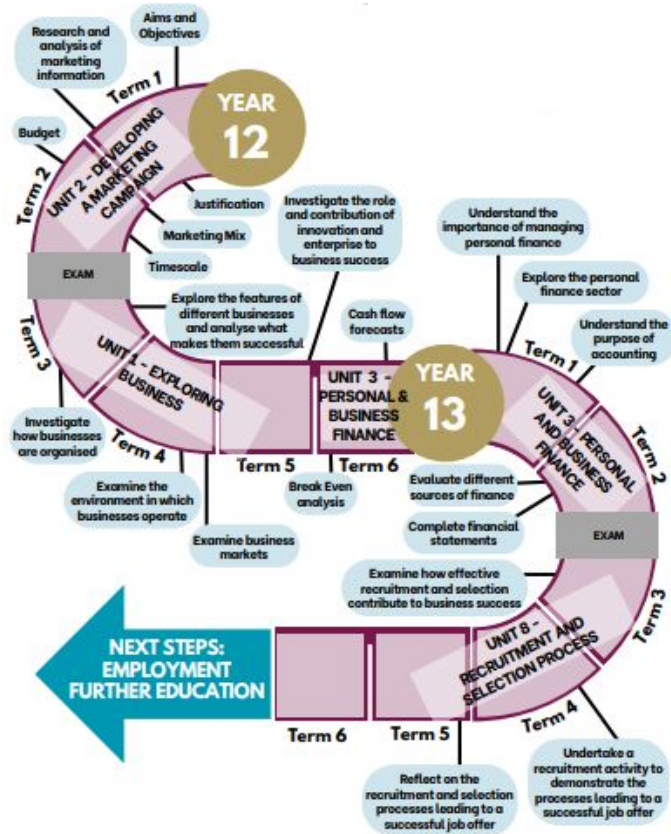 Aims and
Objectives
Research and
analysis of
marketing
information
Term 1
YEAR
12
Budget
Term 2
UNIT 2 - DEVELOPING
A MARKETING
CAMPAIGN
Justification
Marketing Mix
Timescale
EXAM
Investigate the role
and contribution of
innovation and
enterprise to
business success
Explore the features of
different businesses
and analyse what
makes them successful
Term 3
UNIT 1 - EXPLORING
BUSINESS
Investigate
how businesses
are organised
Term 4
Examine the
environment in which
businesses operate
Examine business
markets
Term 5
Cash flow
forecasts
UNIT 3 -
PERSONAL &
BUSINESS
FINANCE
Term 6
Break Even
analysis
YEAR
13
Understand the
importance of managing
personal finance
Explore the personal
finance sector
Understand the
purpose of
accounting
Term 1
UNIT 3 - PERSONAL
AND BUSINESS
FINANCE
Term 2
Evaluate different
sources of finance
Complete financial
statements
EXAM
Examine how effective
recruitment and selection
contribute to business success
Term 3
UNIT 8 -
RECRUITMENT AND
SELECTION PROCESS
Term 4
Undertake a
recruitment activity to
demonstrate the
processes leading to a
successful job offer
Term 5
Reflect on the
recruitment and selection
processes leading to a
successful job offer
Term 6
NEXT STEPS:
EMPLOYMENT
FURTHER EDUCATION